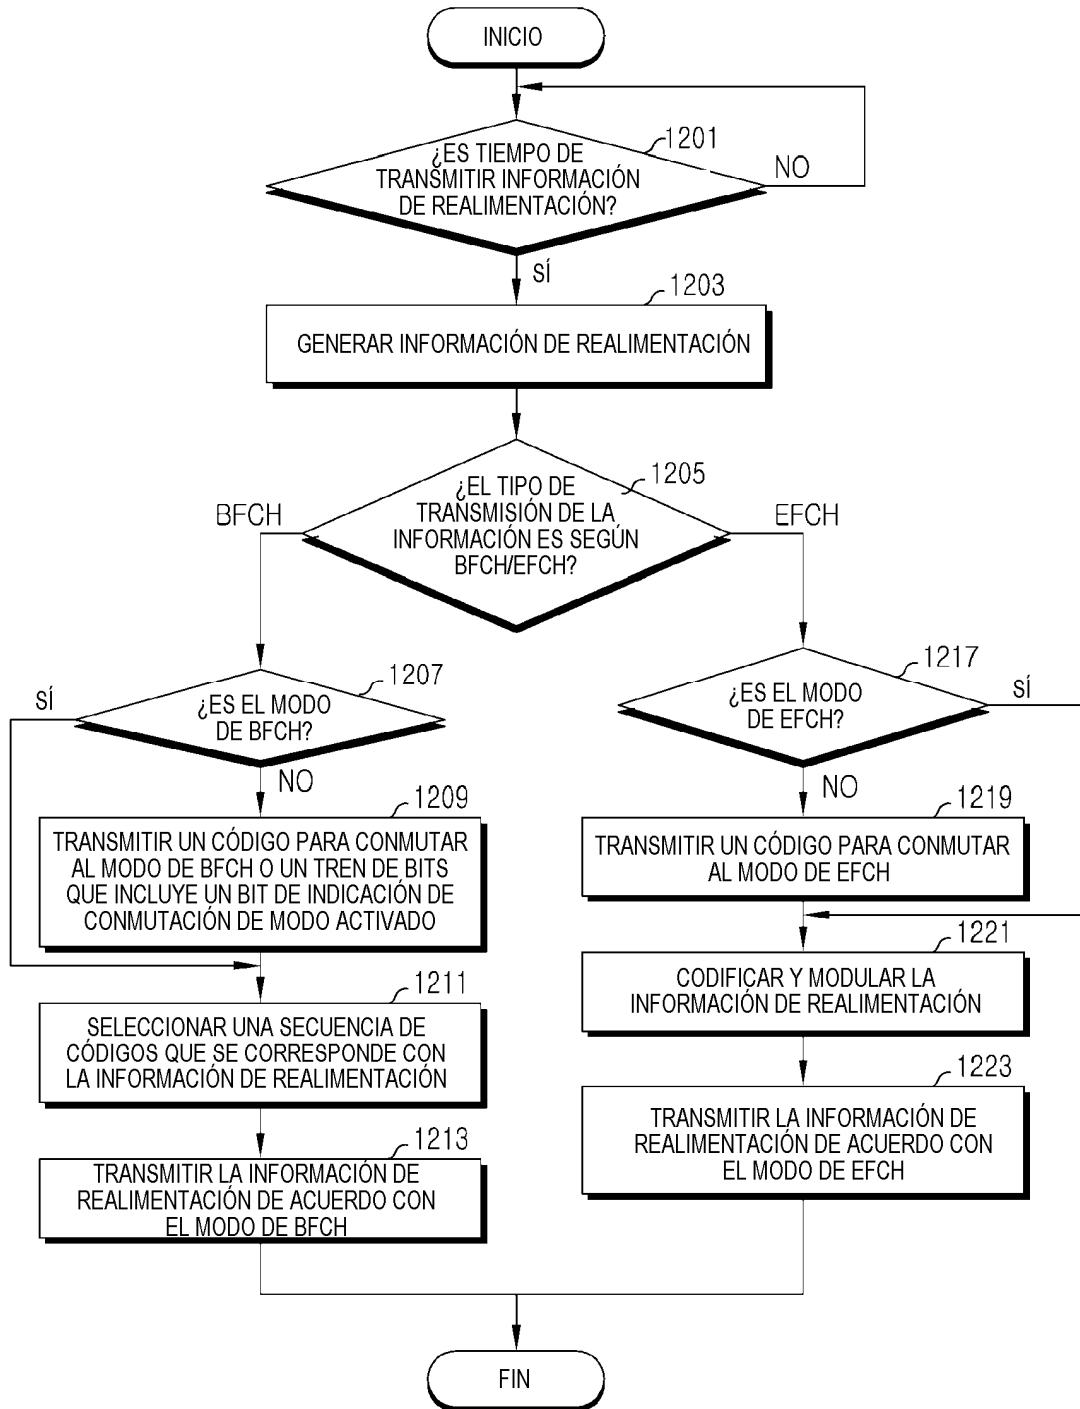 INICIO
1201
¿ES TIEMPO DE
TRANSMITIR INFORMACIÓN
DE REALIMENTACIÓN?
NO
SÍ
1203
GENERAR INFORMACIÓN DE REALIMENTACIÓN
1205
¿EL TIPO DE
TRANSMISIÓN DE LA
INFORMACIÓN ES SEGÚN
BFCH/EFCH?
BFCH
EFCH
1207
¿ES EL MODO
DE BFCH?
SÍ
NO
1209
TRANSMITIR UN CÓDIGO PARA CONMUTAR
AL MODO DE BFCH O UN TREN DE BITS
QUE INCLUYE UN BIT DE INDICACIÓN DE
CONMUTACIÓN DE MODO ACTIVADO
1211
SELECCIONAR UNA SECUENCIA DE
CÓDIGOS QUE SE CORRESPONDE CON
LA INFORMACIÓN DE REALIMENTACIÓN
1213
TRANSMITIR LA INFORMACIÓN DE
REALIMENTACIÓN DE ACUERDO CON
EL MODO DE BFCH
1217
¿ES EL MODO
DE EFCH?
SÍ
NO
1219
TRANSMITIR UN CÓDIGO PARA CONMUTAR
AL MODO DE EFCH
1221
CODIFICAR Y MODULAR LA
INFORMACIÓN DE REALIMENTACIÓN
1223
TRANSMITIR LA INFORMACIÓN DE
REALIMENTACIÓN DE ACUERDO CON
EL MODO DE EFCH
FIN